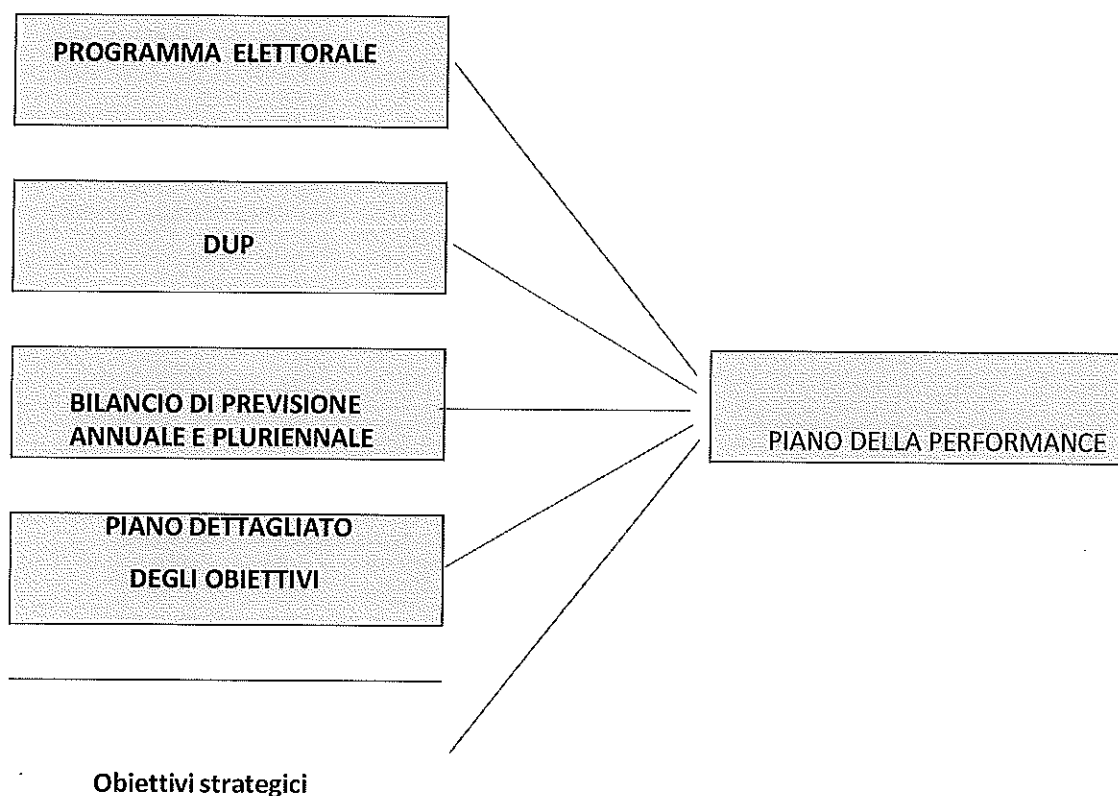 PROGRAMMA ELETTORALE
DUP
BILANCIO DI PREVISIONE
ANNUALE E PLURIENNALE
PIANO DELLA PERFORMANCE
PIANO DETTAGLIATO
DEGLI OBIETTIVI
Obiettivi strategici